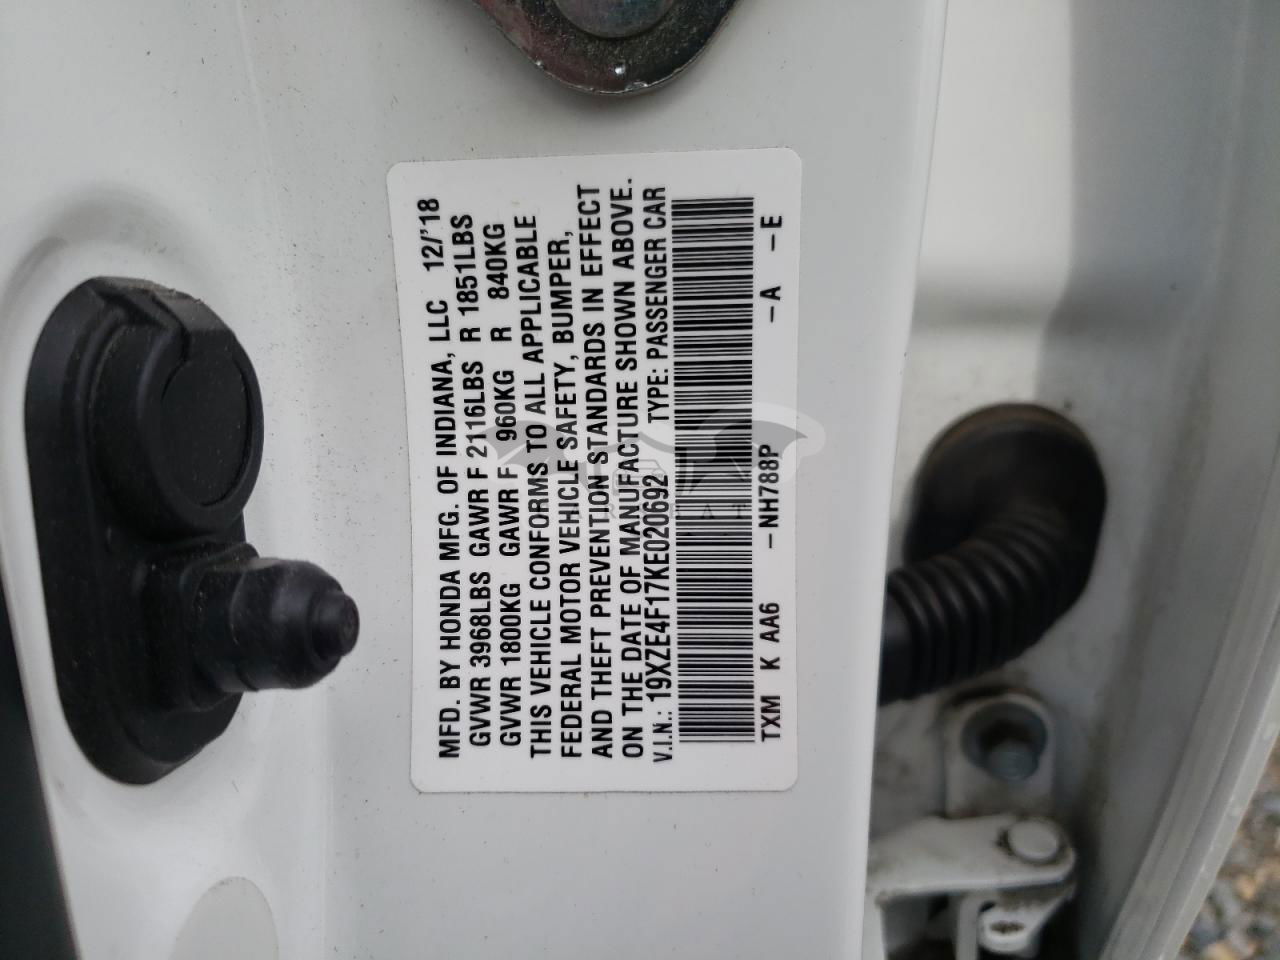 MFD. BY HONDA MFG. OF INDIANA, LLC 12/'18
GVWR 3968LBS GAWR F 2116LBS R 1851LBS
GVWR 1800KG GAWR F 960KG R 840KG
THIS VEHICLE CONFORMS TO ALL APPLICABLE
FEDERAL MOTOR VEHICLE SAFETY, BUMPER,
AND THEFT PREVENTION STANDARDS IN EFFECT
ON THE DATE OF MANUFACTURE SHOWN ABOVE.
V.I.N.: 19XZE4F17KE020692 TYPE: PASSENGER CAR
TXM K AA6 -NH788P -A -E